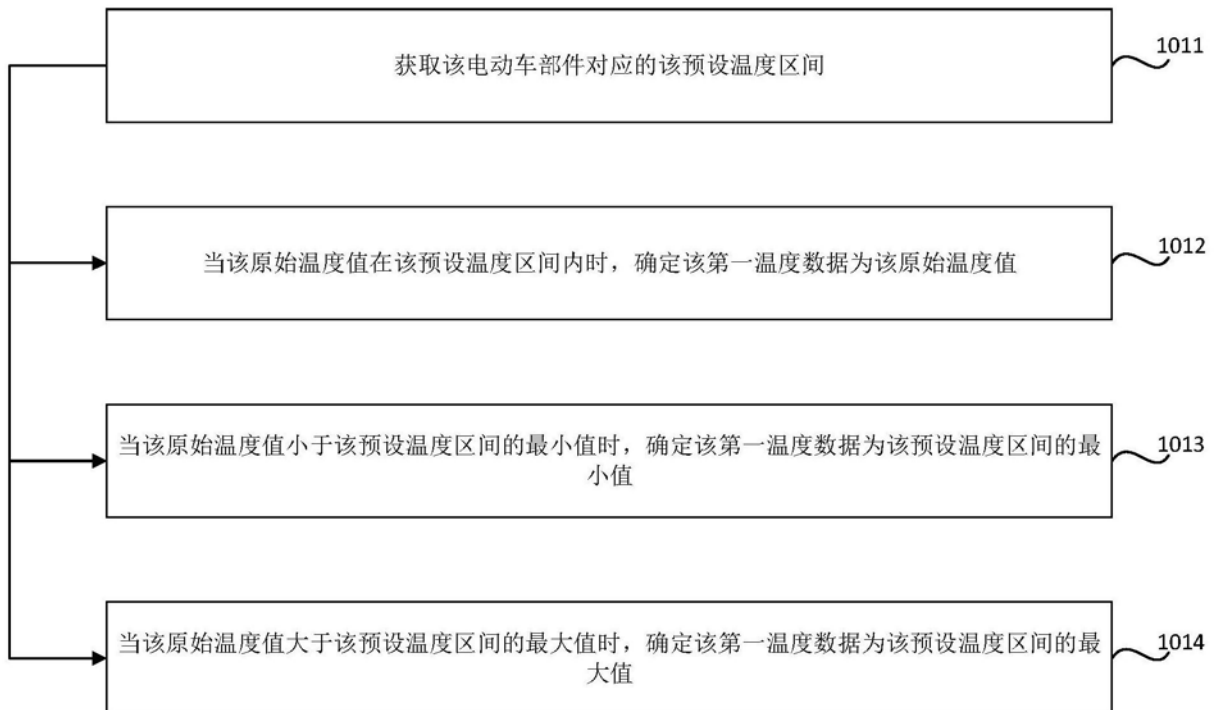 获取该电动车部件对应的该预设温度区间
1011
当该原始温度值在该预设温度区间内时，确定该第一温度数据为该原始温度值
1012
当该原始温度值小于该预设温度区间的最小值时，确定该第一温度数据为该预设温度区间的最
小值
1013
当该原始温度值大于该预设温度区间的最大值时，确定该第一温度数据为该预设温度区间的最
大值
1014